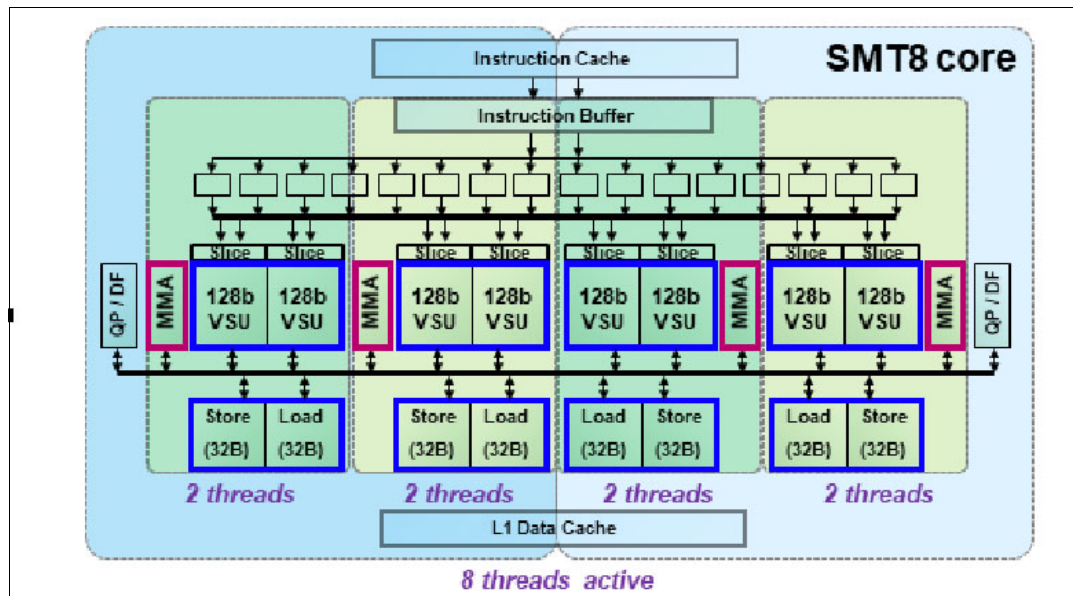 SMT8 core
Instruction Cache
Instruction Buffer
Slice Slice Slice Slice Slice Slice Slice Slice
QP / DF MMA 128b VSU 128b VSU MMA 128b VSU 128b VSU 128b VSU 128b VSU MMA 128b VSU 128b VSU MMA QP / DF
Store Load Store Load Load Store Load Store
(32B) (32B) (32B) (32B) (32B) (32B) (32B) (32B)
2 threads 2 threads 2 threads 2 threads
L1 Data Cache
8 threads active